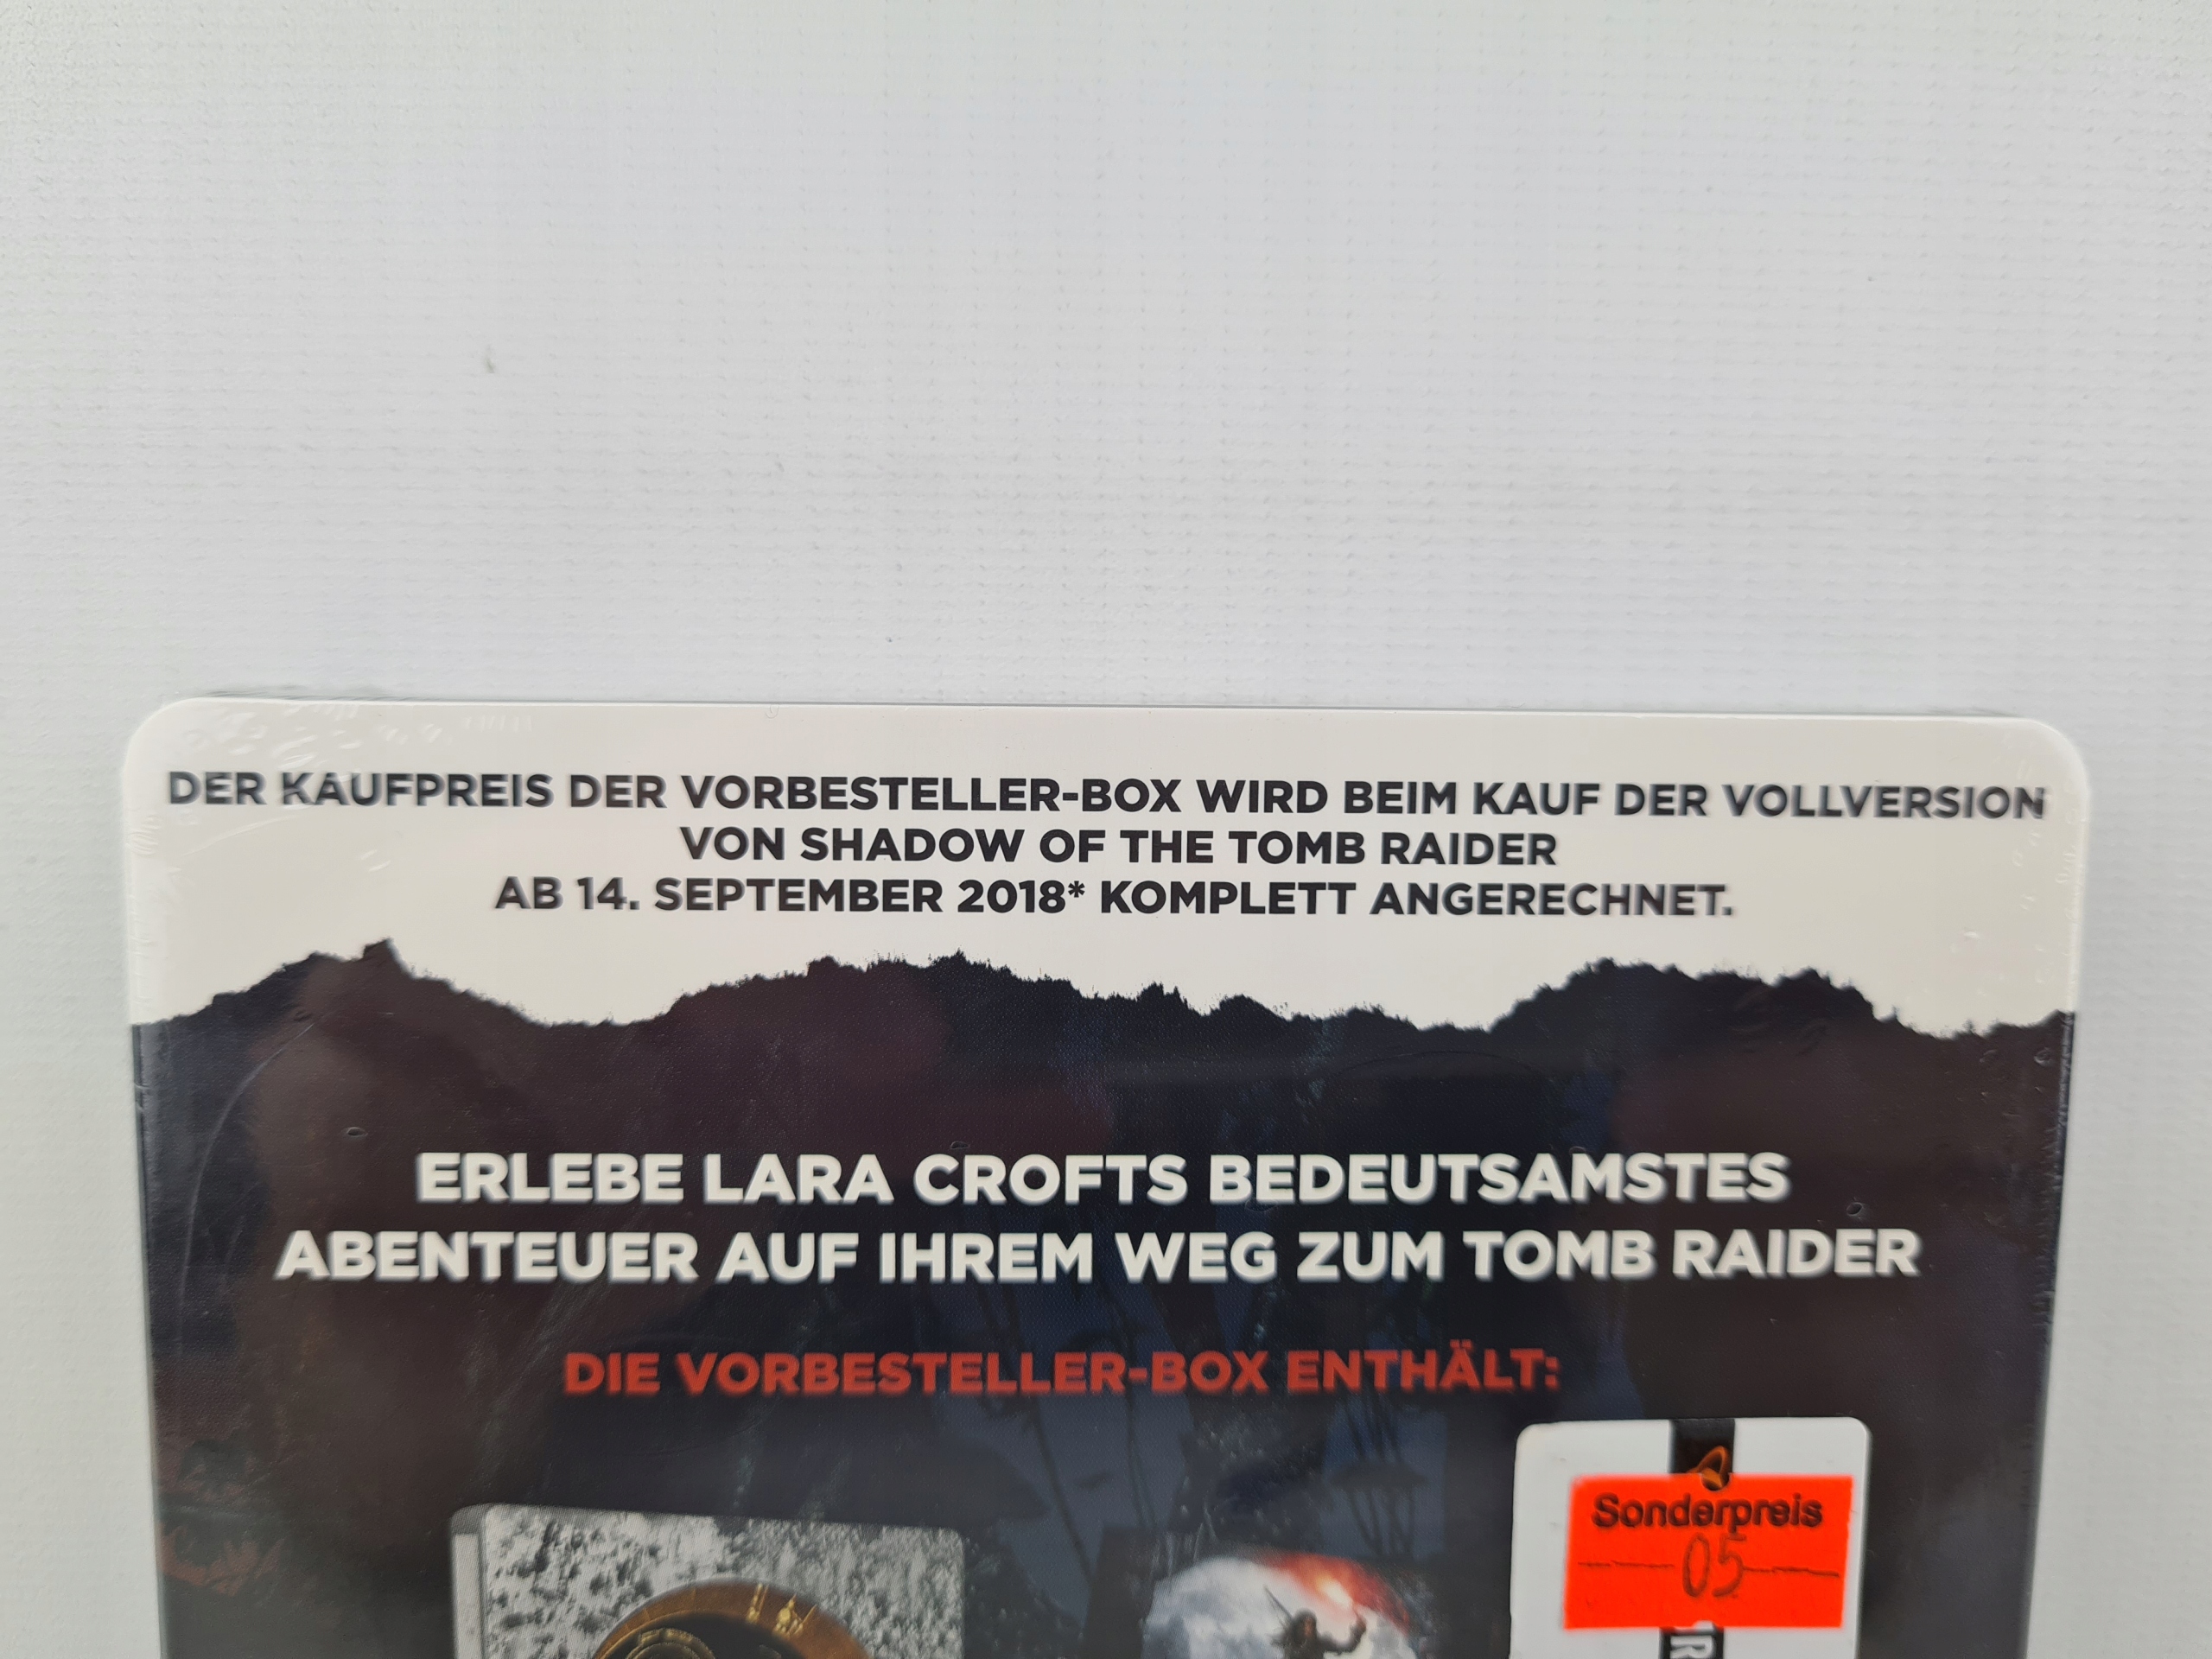 DER KAUFPREIS DER VORBESTELLER-BOX WIRD BEIM KAUF DER VOLLVERSION
VON SHADOW OF THE TOMB RAIDER
AB 14. SEPTEMBER 2018* KOMPLETT ANGERECHNET.
ERLEBE LARA CROFTS BEDEUTSAMSTES
ABENTEUER AUF IHREM WEG ZUM TOMB RAIDER
DIE VORBESTELLER-BOX ENTHÄLT:
Sonderpreis
05